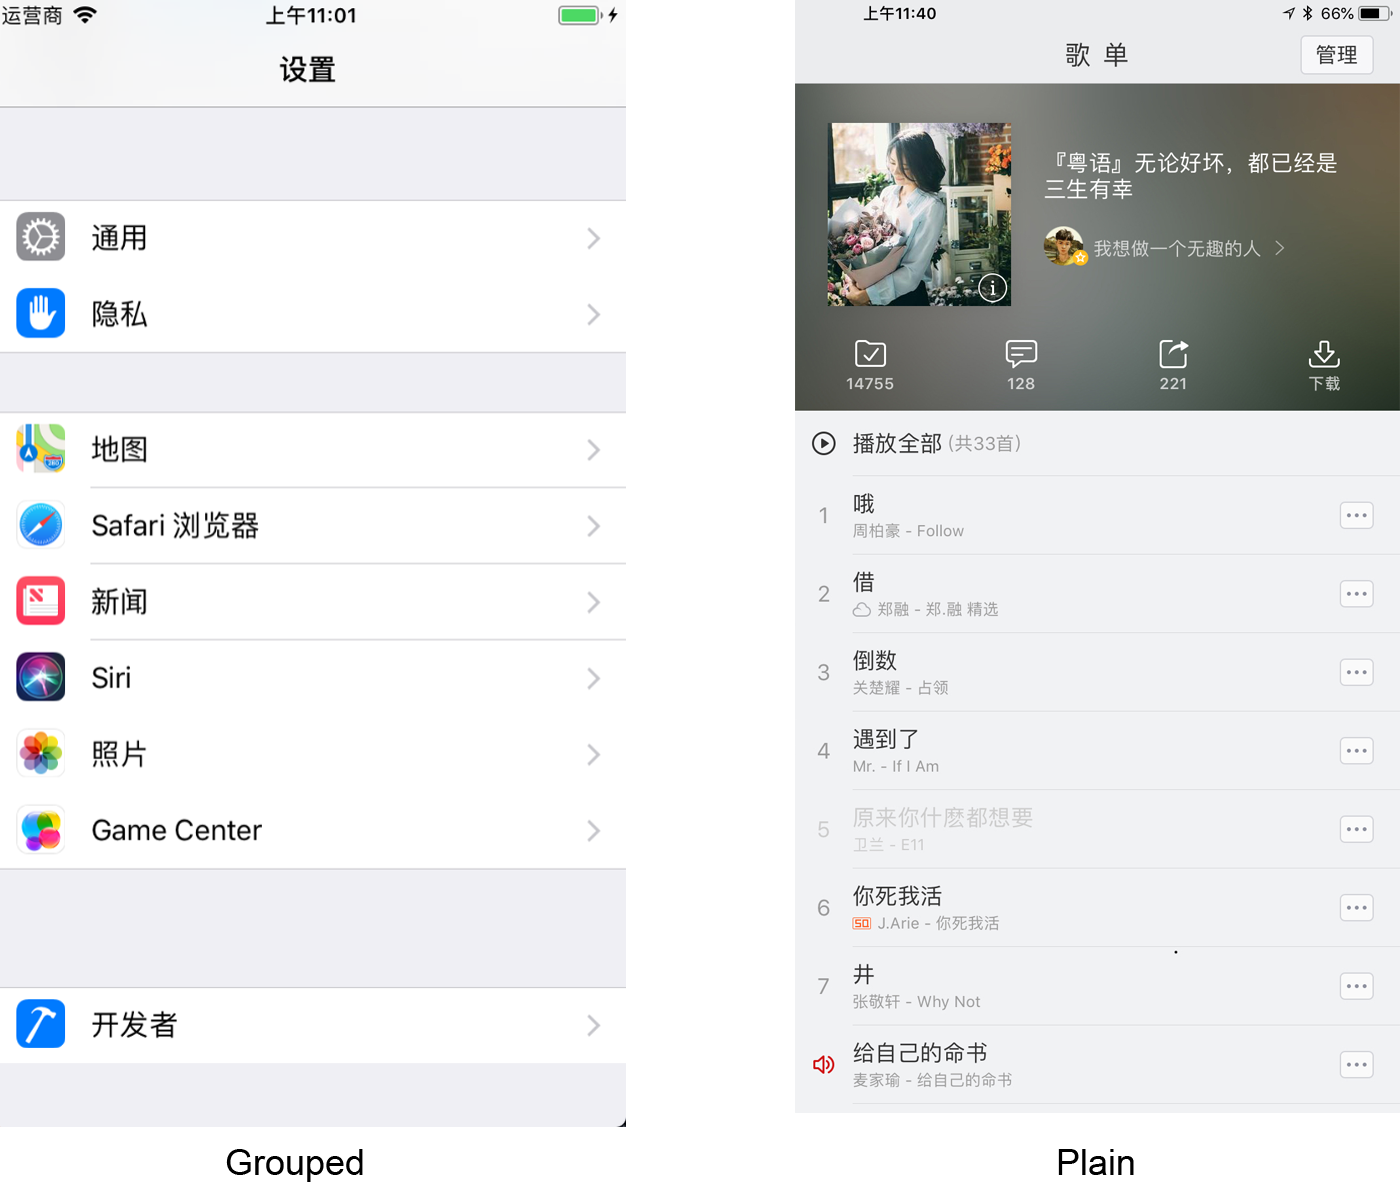 运营商
上午11:01
设置
通用
隐私
地图
Safari 浏览器
新闻
Siri
照片
Game Center
开发者
Grouped
上午11:40
66%
歌 单
管理
『粤语』无论好坏，都已经是
三生有幸
我想做一个无趣的人
14755
128
221
下载
播放全部 (共33首)
1
哦
周柏豪 - Follow
2
借
郑融 - 郑.融 精选
3
倒数
关楚耀 - 占领
4
遇到了
Mr. - If I Am
5
原来你什麽都想要
卫兰 - E11
6
你死我活
SQ J.Arie - 你死我活
7
井
张敬轩 - Why Not
给自己的命书
麦家瑜 - 给自己的命书
Plain